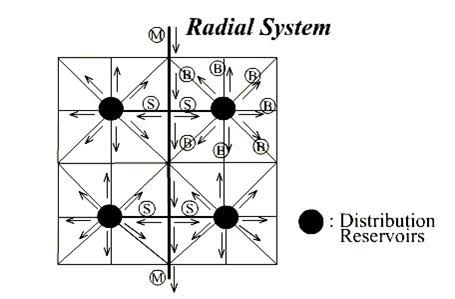 M Radial System
B B B
S S B
B B B
S S
: Distribution
Reservoirs
M